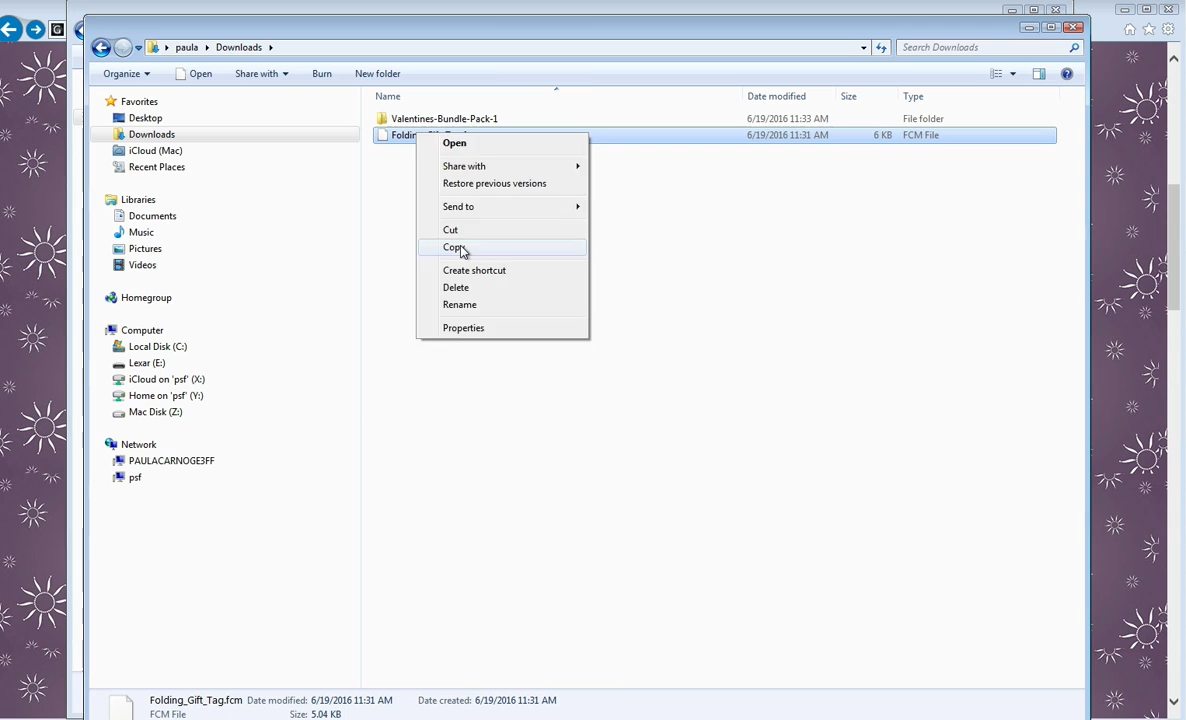 paula Downloads
Search Downloads
Organize Open Share with Burn New folder
Name Date modified Size Type
Favorites
Desktop
Downloads
iCloud (Mac)
Recent Places
Libraries
Documents
Music
Pictures
Videos
Homegroup
Computer
Local Disk (C:)
Lexar (E:)
iCloud on 'psf' (X:)
Home on 'psf' (Y:)
Mac Disk (Z:)
Network
PAULACARNOGE3FF
psf
Valentines-Bundle-Pack-1 6/19/2016 11:33 AM File folder
6/19/2016 11:31 AM 6 KB FCM File
Open
Share with
Restore previous versions
Send to
Cut
Copy
Create shortcut
Delete
Rename
Properties
Folding_Gift_Tag.fcm Date modified: 6/19/2016 11:31 AM Date created: 6/19/2016 11:31 AM
FCM File Size: 5.04 KB